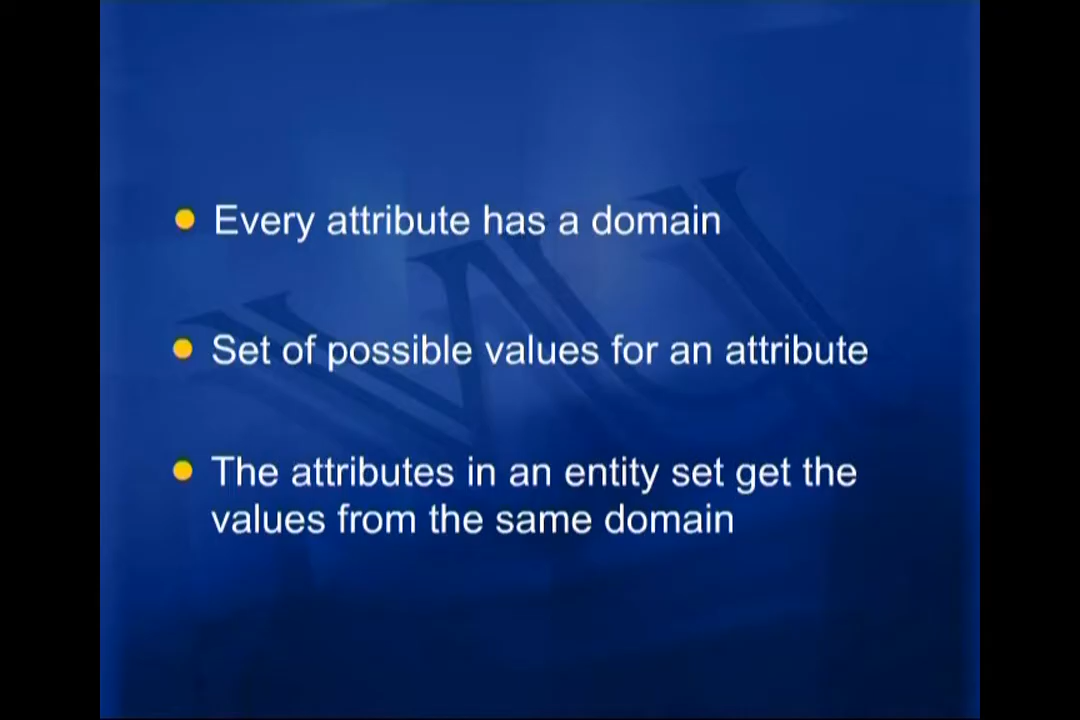 Every attribute has a domain
Set of possible values for an attribute
The attributes in an entity set get the
values from the same domain
VU